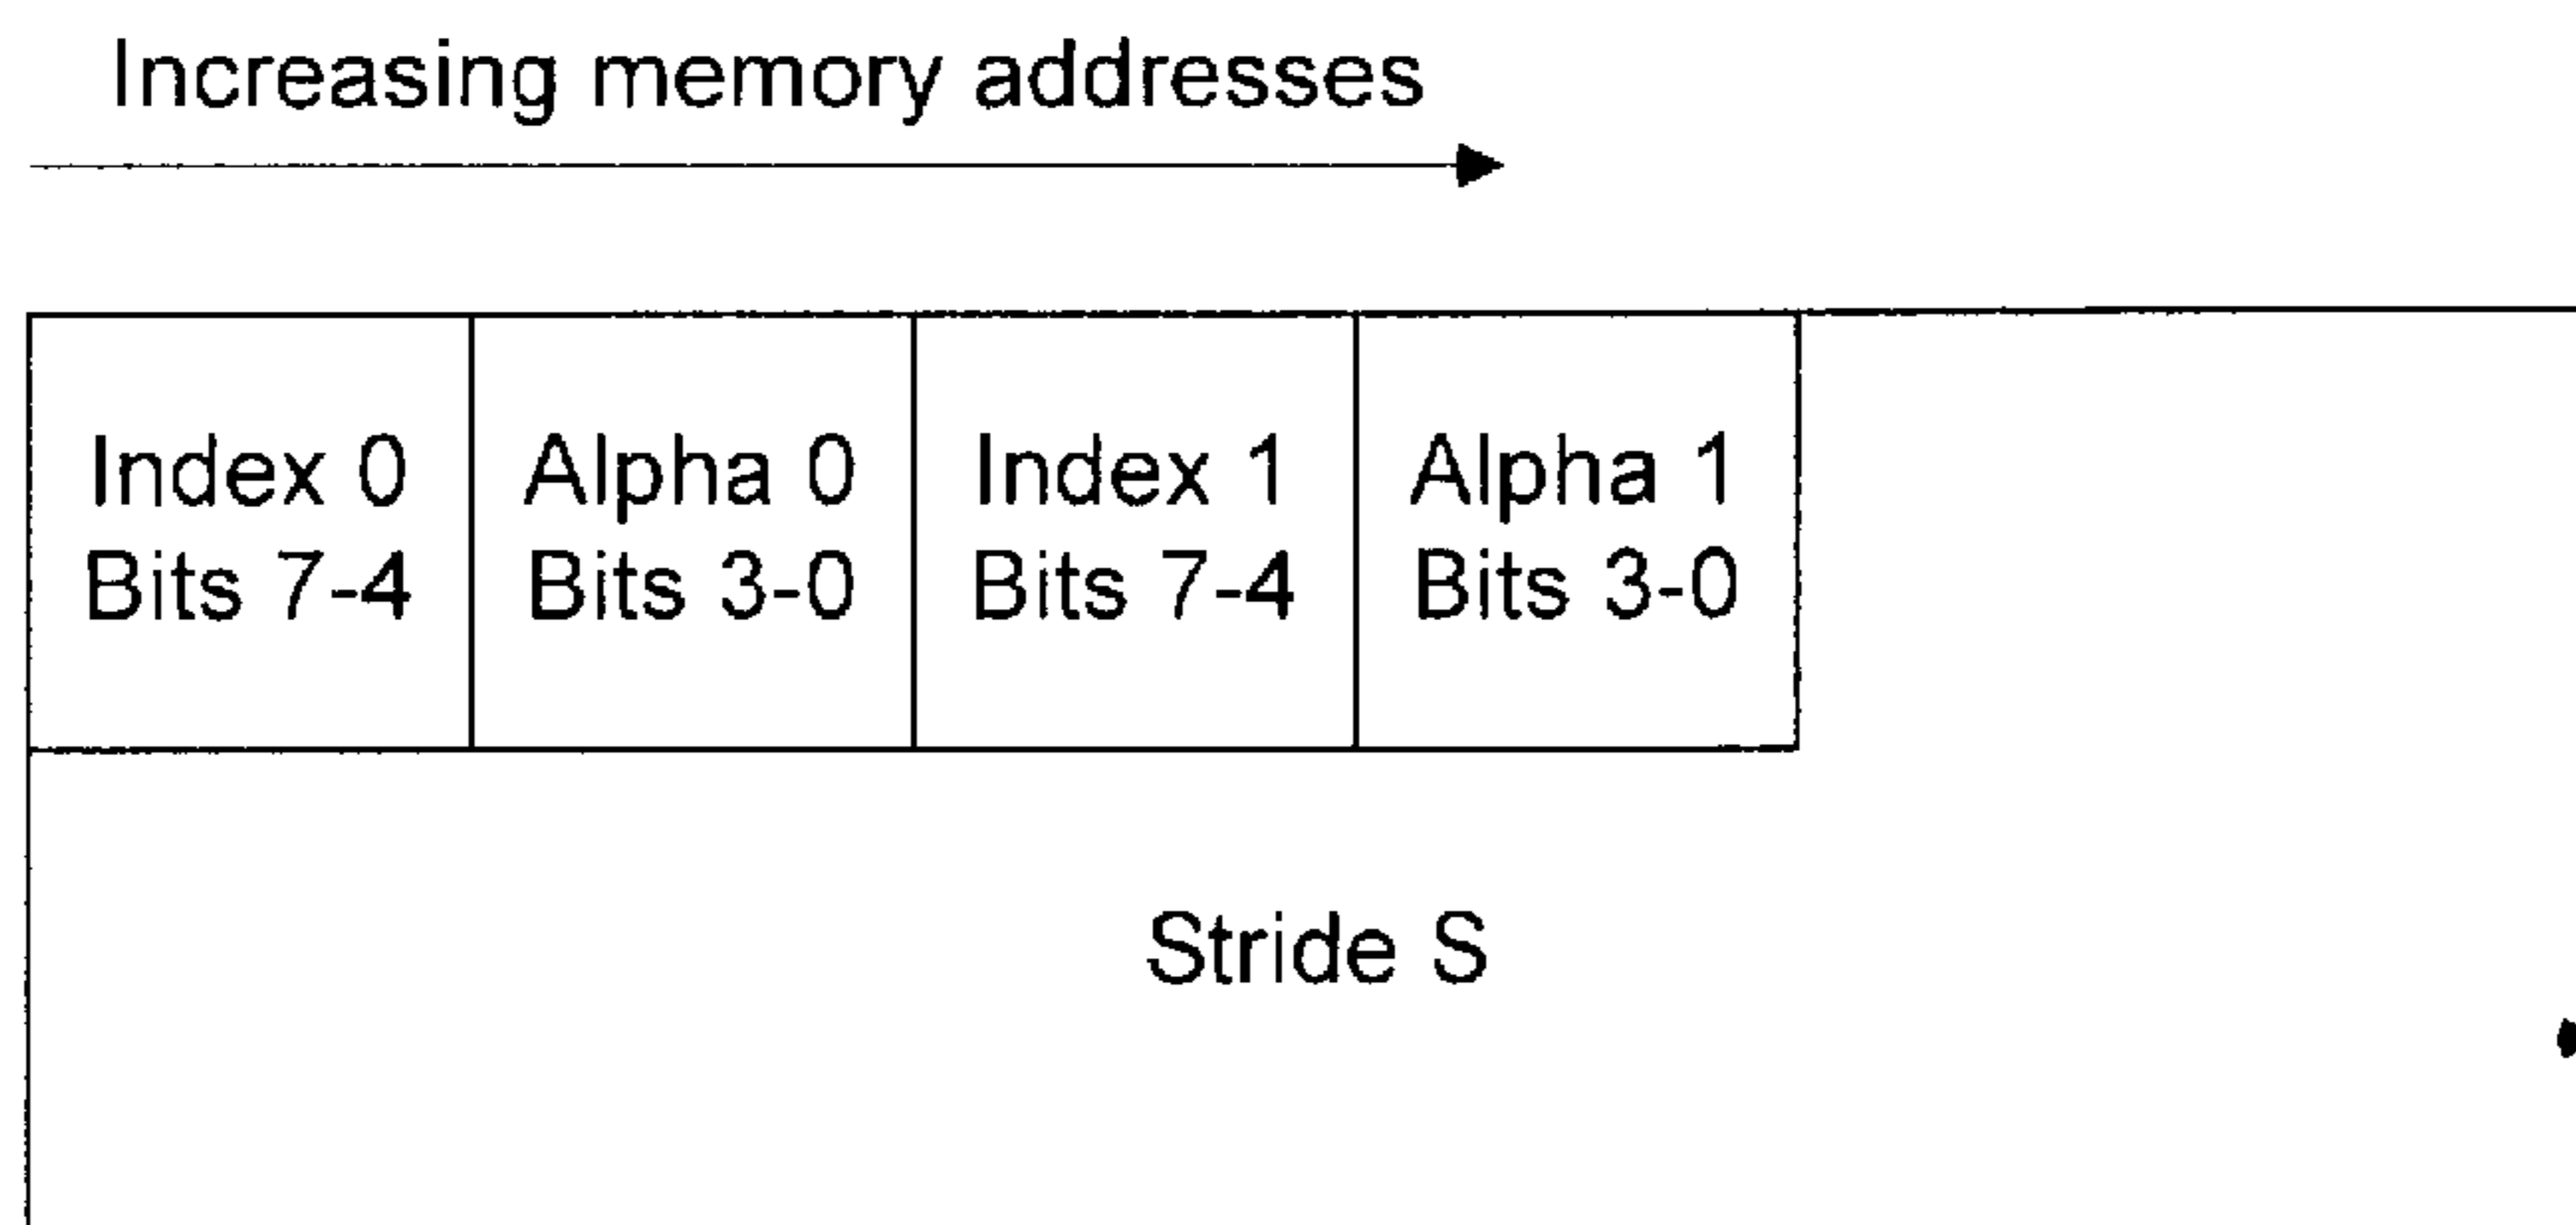 Increasing memory addresses
Index 0 Alpha 0 Index 1 Alpha 1
Bits 7-4 Bits 3-0 Bits 7-4 Bits 3-0
Stride S